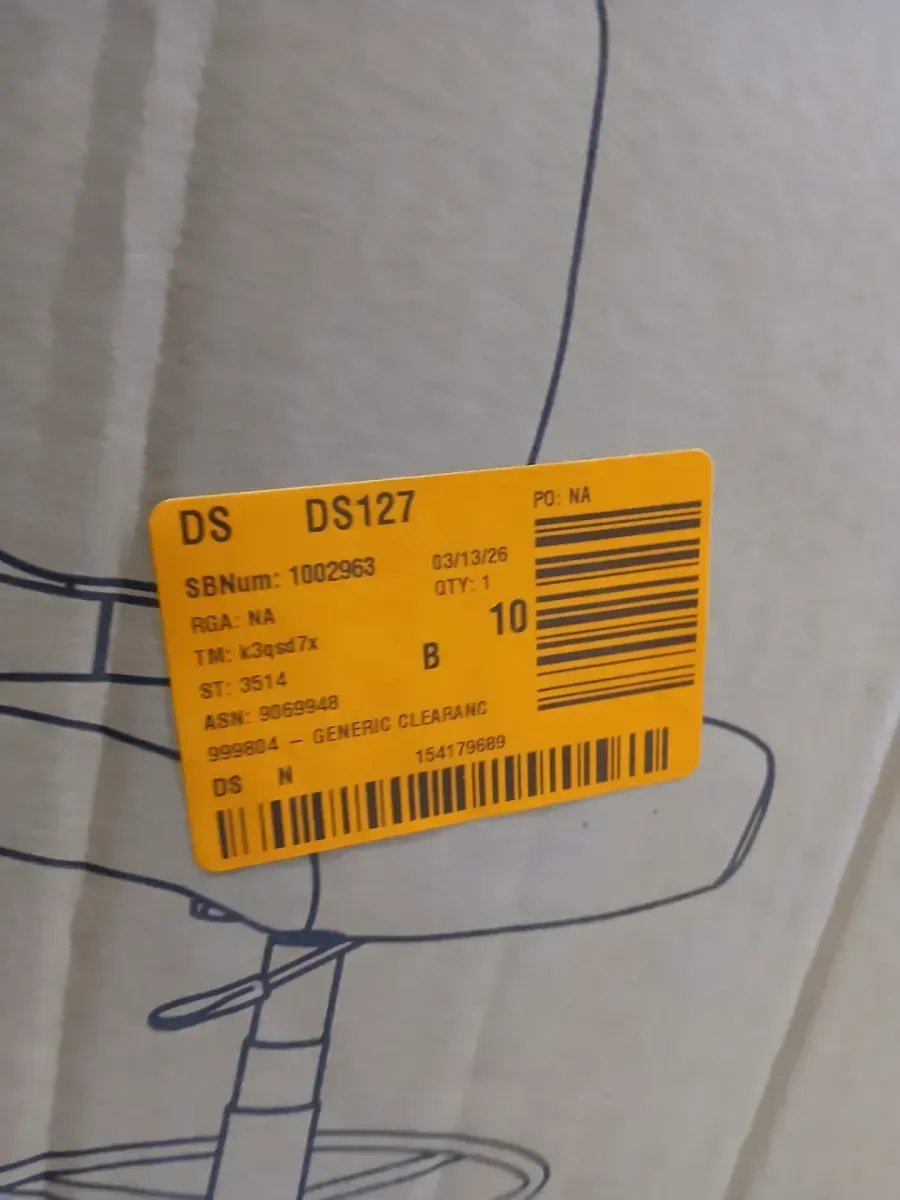 DS DS127 PO: NA
SBNum: 1002963 03/13/26
RGA: NA QTY: 1
TM: k3qsd7x B 10
ST: 3514
ASN: 9069948
999804 - GENERIC CLEARANC
DS N 154179689